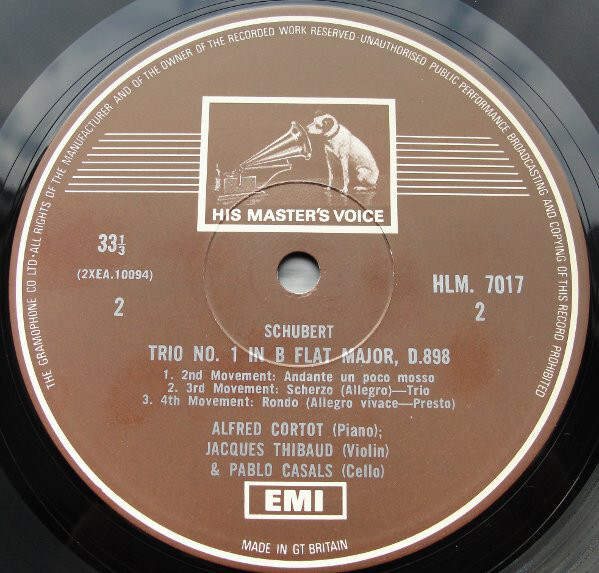 THE GRAMOPHONE CO LTD · ALL RIGHTS OF THE MANUFACTURER AND OF THE OWNER OF THE RECORDED WORK RESERVED · UNAUTHORISED PUBLIC PERFORMANCE BROADCASTING AND COPYING OF THIS RECORD PROHIBITED
HIS MASTER'S VOICE
33⅓
(2XEA.10094)
2
HLM. 7017
2
SCHUBERT
TRIO NO. 1 IN B FLAT MAJOR, D.898
1. 2nd Movement: Andante un poco mosso
2. 3rd Movement: Scherzo (Allegro)—Trio
3. 4th Movement: Rondo (Allegro vivace—Presto)
ALFRED CORTOT (Piano);
JACQUES THIBAUD (Violin)
& PABLO CASALS (Cello)
EMI
MADE IN GT BRITAIN